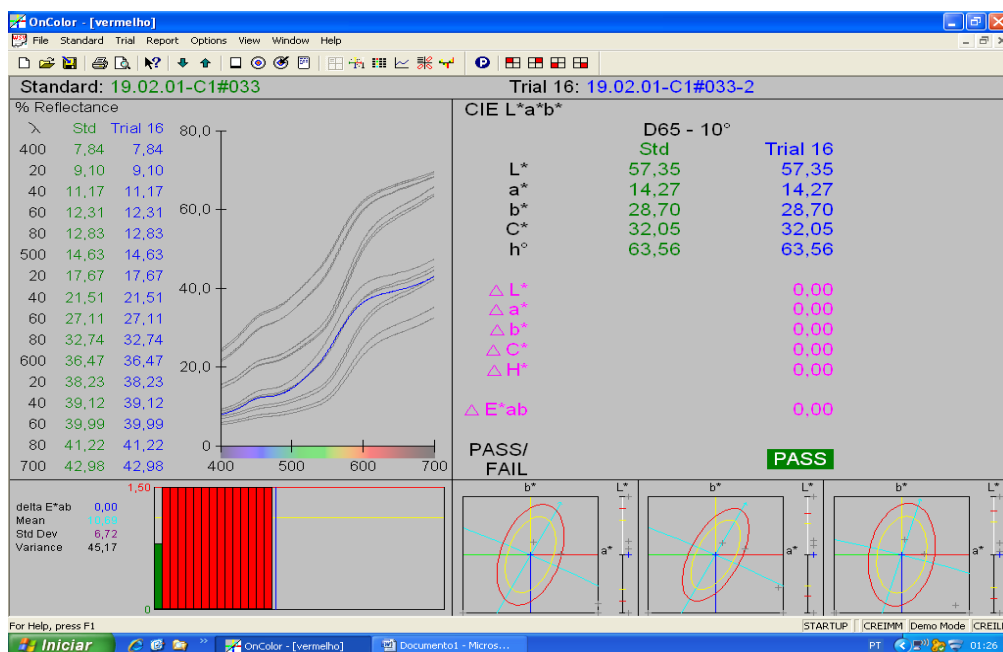 OnColor - [vermelho]
File Standard Trial Report Options View Window Help
Standard: 19.02.01-C1#033
Trial 16: 19.02.01-C1#033-2
% Reflectance
λ Std Trial 16
400 7,84 7,84
20 9,10 9,10
40 11,17 11,17
60 12,31 12,31
80 12,83 12,83
500 14,63 14,63
20 17,67 17,67
40 21,51 21,51
60 27,11 27,11
80 32,74 32,74
600 36,47 36,47
20 38,23 38,23
40 39,12 39,12
60 39,99 39,99
80 41,22 41,22
700 42,98 42,98
80,0
60,0
40,0
20,0
0
400 500 600 700
CIE L*a*b*
D65 - 10°
Std Trial 16
L* 57,35 57,35
a* 14,27 14,27
b* 28,70 28,70
C* 32,05 32,05
h° 63,56 63,56
△ L* 0,00
△ a* 0,00
△ b* 0,00
△ C* 0,00
△ H* 0,00
△ E*ab 0,00
PASS/
FAIL
PASS
delta E*ab 0,00
Mean
Std Dev 6,72
Variance 45,17
1,50
0
b* L*
a*
b* L*
a*
b* L*
a*
For Help, press F1
STARTUP CREIMM Demo Mode CREILL
Iniciar
OnColor - [vermelho]
Documento1 - Micros...
PT 01:26